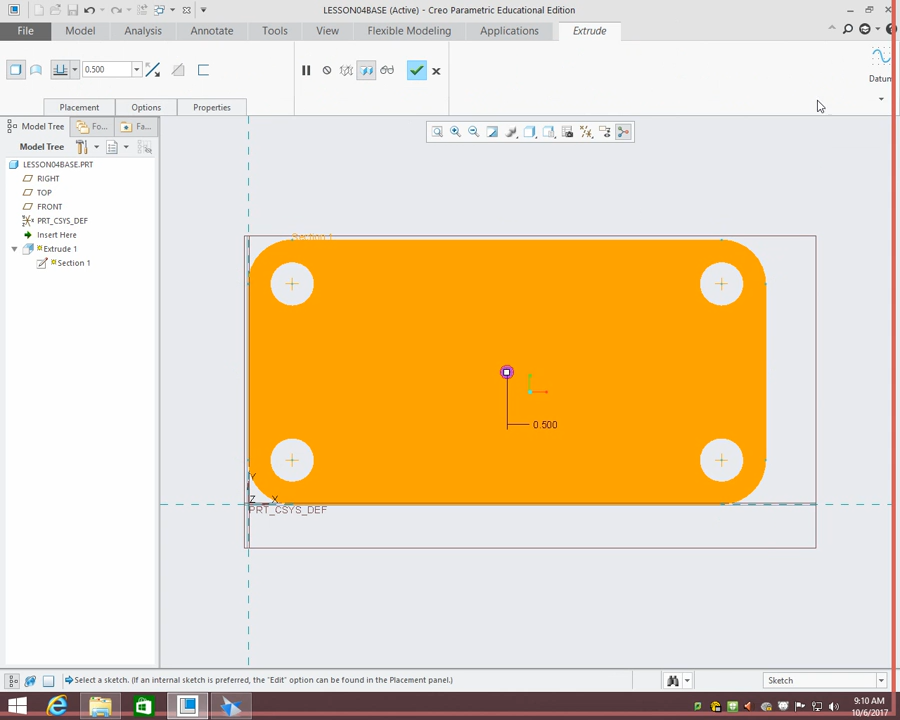 LESSON04BASE (Active) - Creo Parametric Educational Edition
File Model Analysis Annotate Tools View Flexible Modeling Applications Extrude
0.500
Datum
Placement Options Properties
Model Tree Fo... Fa...
Model Tree
LESSON04BASE.PRT
RIGHT
TOP
FRONT
PRT_CSYS_DEF
Insert Here
Extrude 1
Section 1
Section 1
0.500
Y
Z X
PRT_CSYS_DEF
Select a sketch. (If an internal sketch is preferred, the "Edit" option can be found in the Placement panel.)
Sketch
9:10 AM
10/6/2017